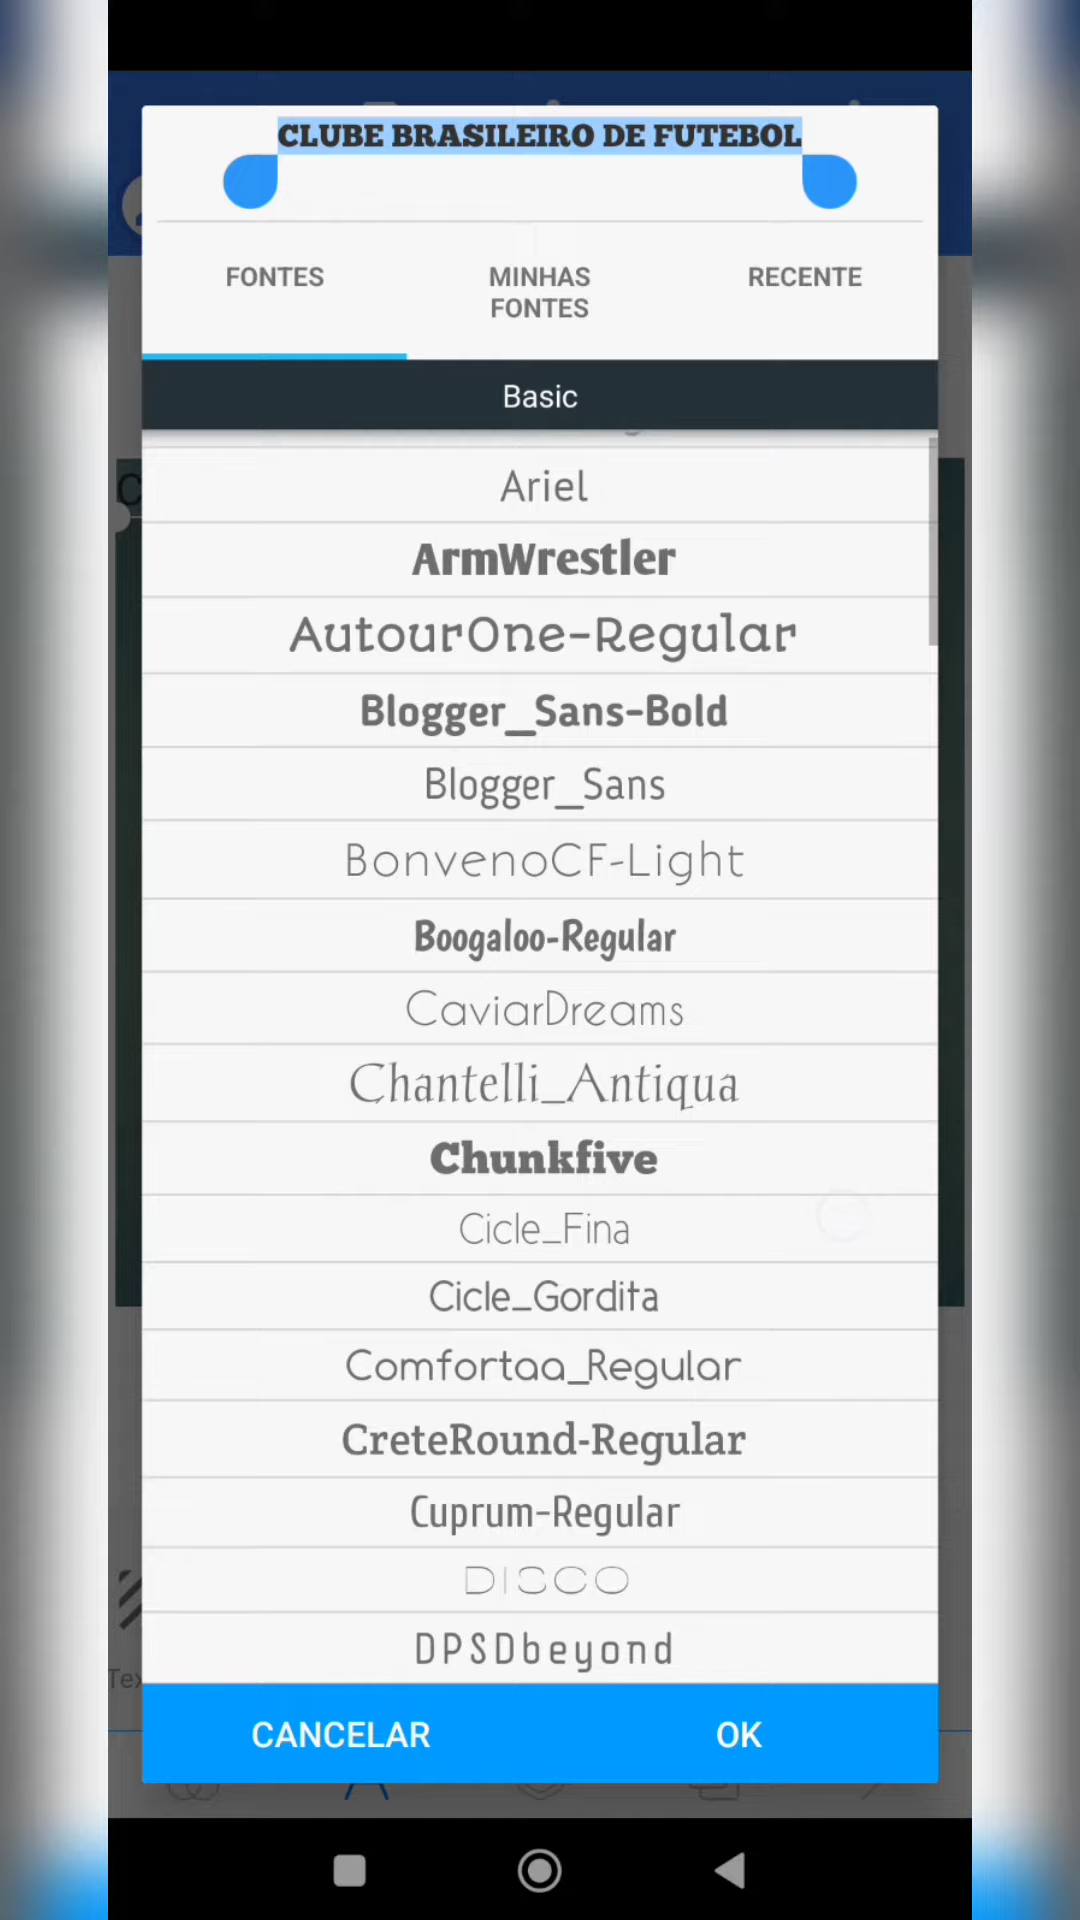 CLUBE BRASILEIRO DE FUTEBOL
FONTES
MINHAS
FONTES
RECENTE
Basic
Ariel
ArmWrestler
AutourOne-Regular
Blogger_Sans-Bold
Blogger_Sans
BonvenoCF-Light
Boogaloo-Regular
CaviarDreams
Chantelli_Antiqua
Chunkfive
Cicle_Fina
Cicle_Gordita
Comfortaa_Regular
CreteRound-Regular
Cuprum-Regular
DISCO
DPSDbeyond
CANCELAR
OK